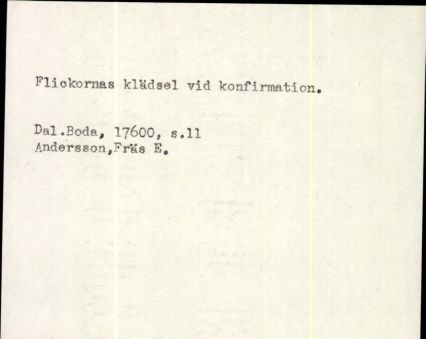 Flickornas klädsel vid konfirmation.
Dal.Boda, 17600, s.11
Andersson,Fräs E.